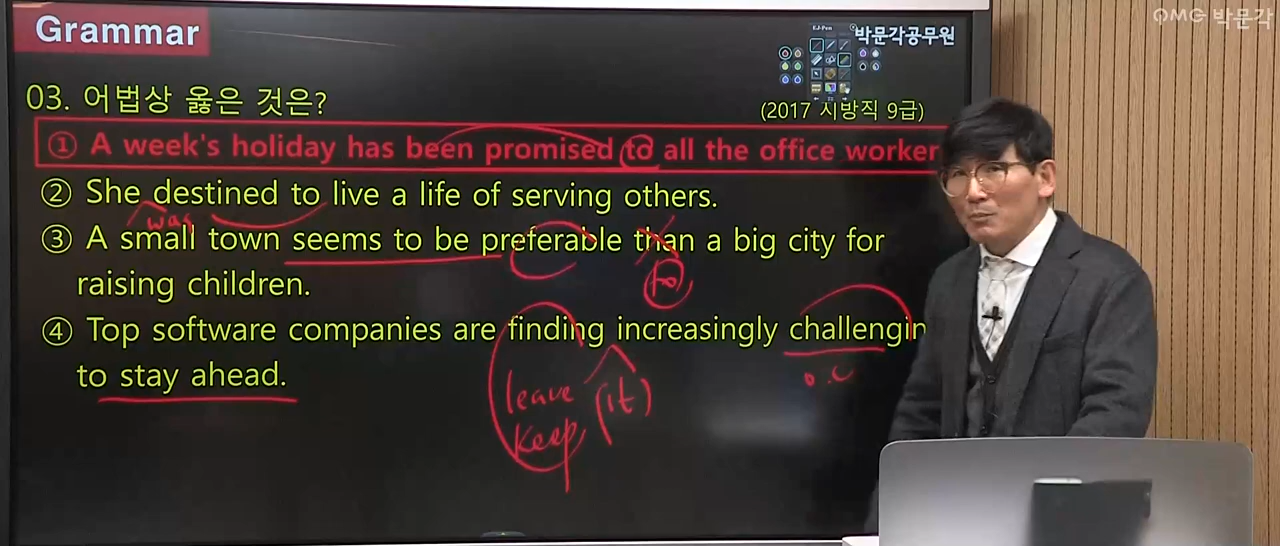 Grammar
OMG 박문각
박문각공무원
03. 어법상 옳은 것은?
(2017 지방직 9급)
① A week's holiday has been promised to all the office worker
② She destined to live a life of serving others.
was
③ A small town seems to be preferable than a big city for
to
raising children.
④ Top software companies are finding increasingly challengin
to stay ahead.
o.c
leave (it)
keep